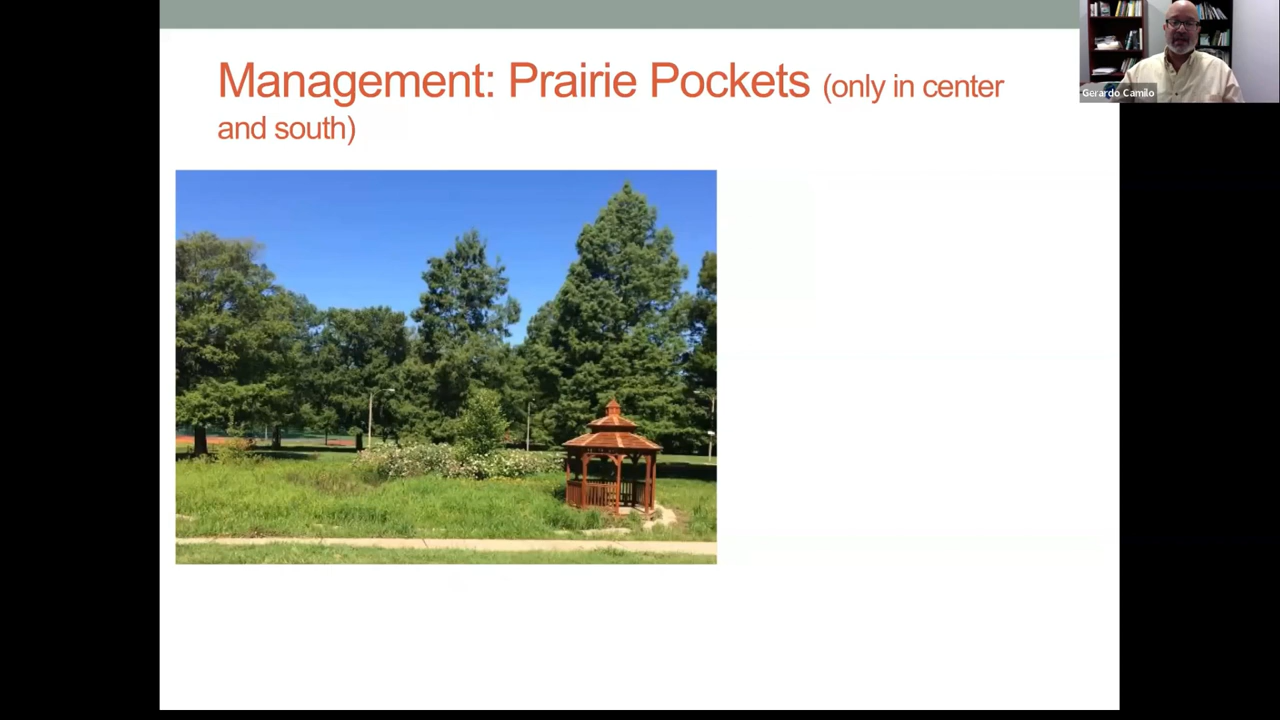 Management: Prairie Pockets (only in center
and south)
Gerardo Camilo